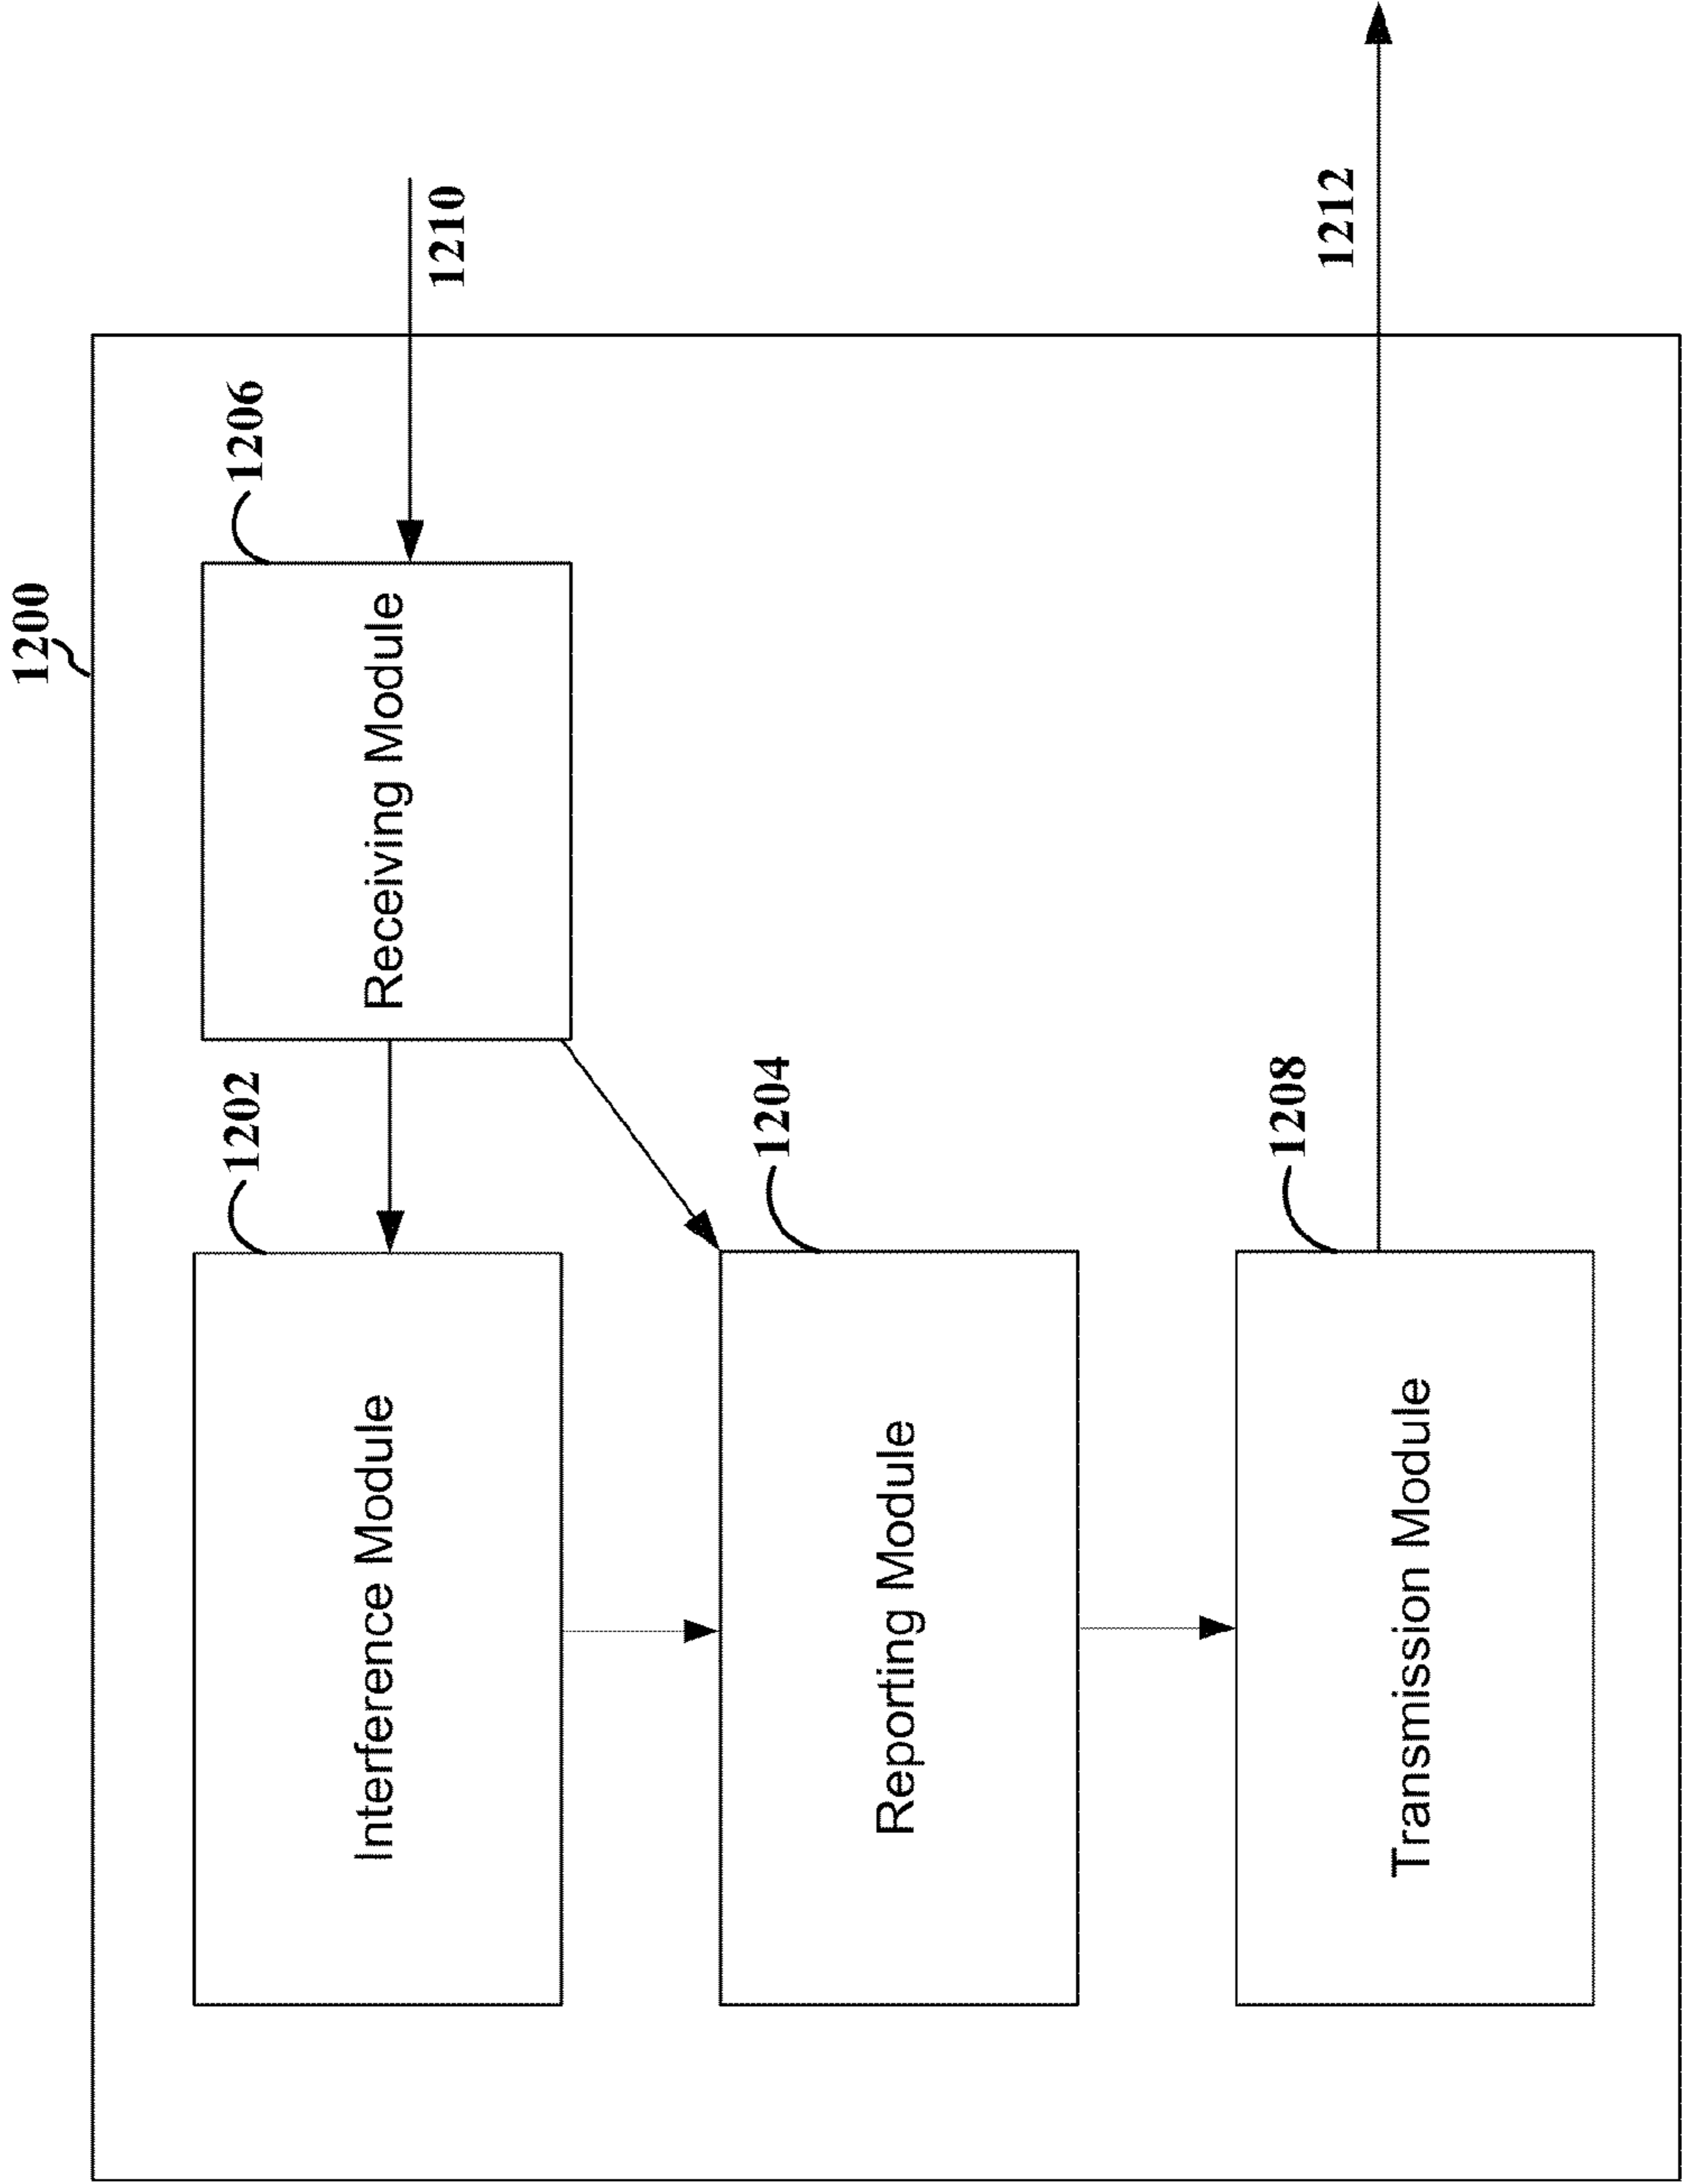 1200
1210
1206
Receiving Module
1202
Interference Module
1204
Reporting Module
1208
Transmission Module
1212